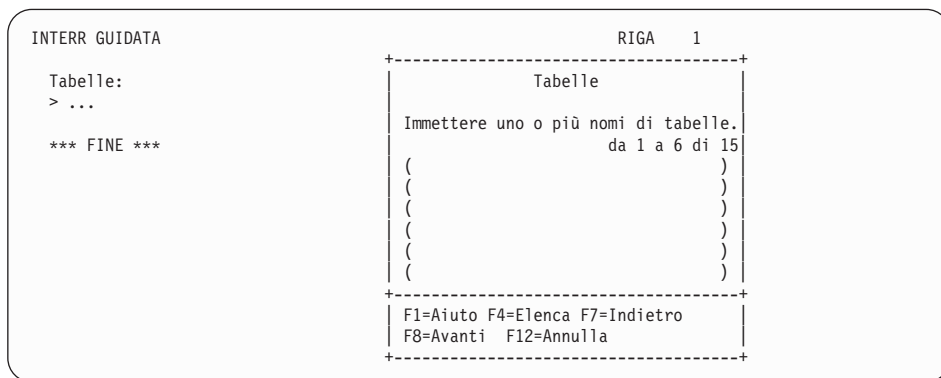 INTERR GUIDATA RIGA 1
Tabelle:
> ...
*** FINE ***
+-------------------------------------+
| Tabelle |
| |
| Immettere uno o più nomi di tabelle.|
| da 1 a 6 di 15|
| ( ) |
| ( ) |
| ( ) |
| ( ) |
| ( ) |
| ( ) |
+-------------------------------------+
| F1=Aiuto F4=Elenca F7=Indietro |
| F8=Avanti F12=Annulla |
+-------------------------------------+